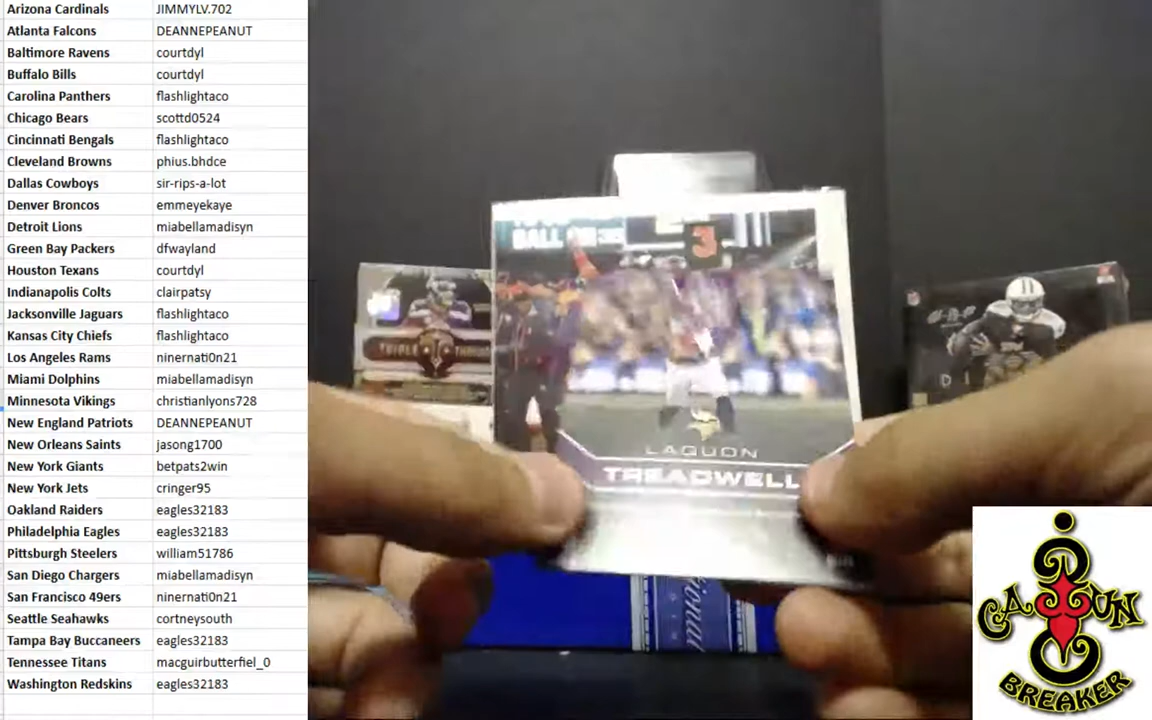 Arizona Cardinals JIMMYLV.702
Atlanta Falcons DEANNEPEANUT
Baltimore Ravens courtdyl
Buffalo Bills courtdyl
Carolina Panthers flashlightaco
Chicago Bears scottd0524
Cincinnati Bengals flashlightaco
Cleveland Browns phius.bhdce
Dallas Cowboys sir-rips-a-lot
Denver Broncos emmeyekaye
Detroit Lions miabellamadisyn
Green Bay Packers dfwayland
Houston Texans courtdyl
Indianapolis Colts clairpatsy
Jacksonville Jaguars flashlightaco
Kansas City Chiefs flashlightaco
Los Angeles Rams ninernati0n21
Miami Dolphins miabellamadisyn
Minnesota Vikings christianlyons728
New England Patriots DEANNEPEANUT
New Orleans Saints jasong1700
New York Giants betpats2win
New York Jets cringer95
Oakland Raiders eagles32183
Philadelphia Eagles eagles32183
Pittsburgh Steelers william51786
San Diego Chargers miabellamadisyn
San Francisco 49ers ninernati0n21
Seattle Seahawks cortneysouth
Tampa Bay Buccaneers eagles32183
Tennessee Titans macguirbutterfiel_0
Washington Redskins eagles32183
BALL ON 35
3
LAQUON
TREADWELL
TRIPLE THREADS
CAJUN
BREAKER